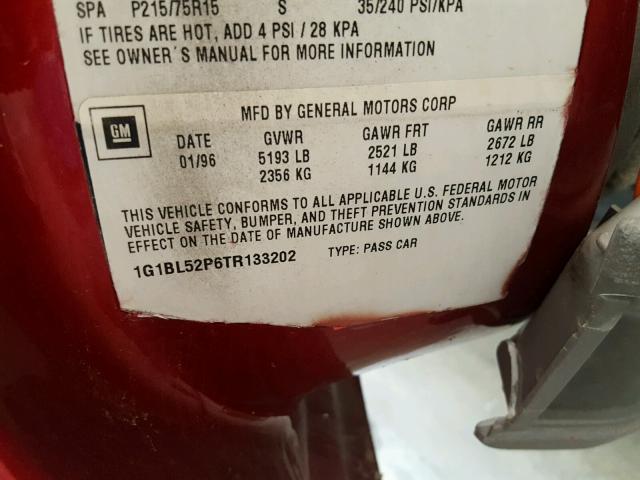 SPA P215/75R15 S 35/240 PSI/KPA
IF TIRES ARE HOT, ADD 4 PSI / 28 KPA
SEE OWNER'S MANUAL FOR MORE INFORMATION
GM
MFD BY GENERAL MOTORS CORP
DATE GVWR GAWR FRT GAWR RR
01/96 5193 LB 2521 LB 2672 LB
2356 KG 1144 KG 1212 KG
THIS VEHICLE CONFORMS TO ALL APPLICABLE U.S. FEDERAL MOTOR
VEHICLE SAFETY, BUMPER, AND THEFT PREVENTION STANDARDS IN
EFFECT ON THE DATE OF MANUFACTURE SHOWN ABOVE.
1G1BL52P6TR133202 TYPE: PASS CAR